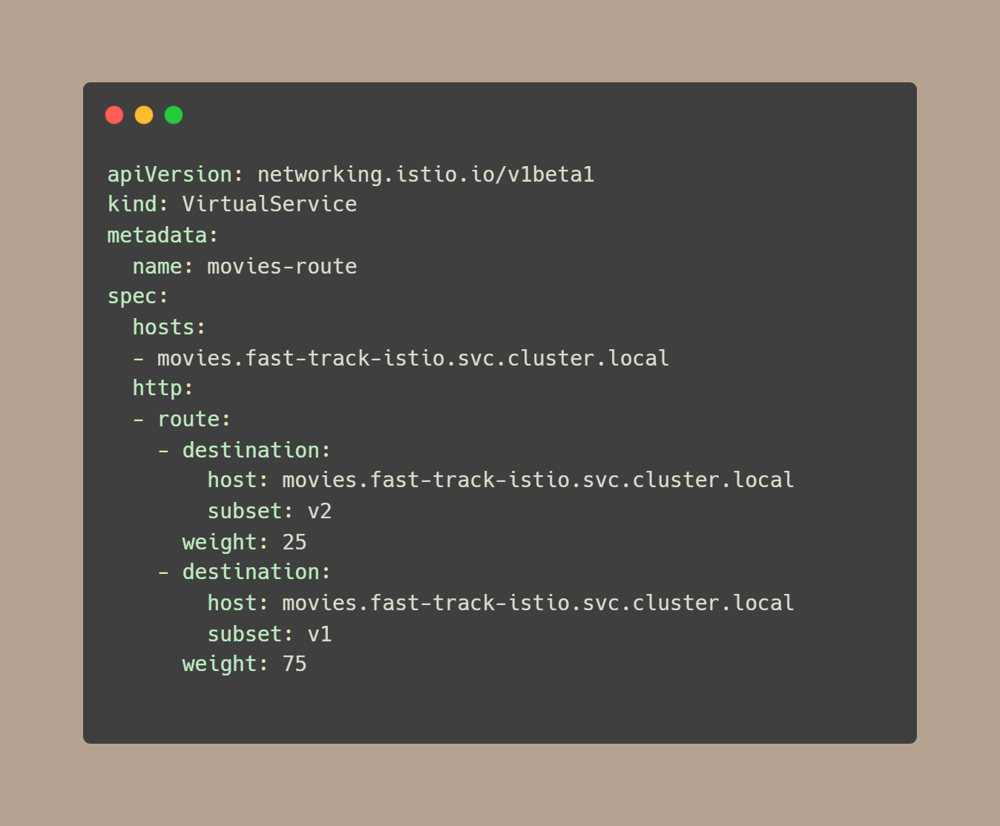 apiVersion: networking.istio.io/v1beta1
kind: VirtualService
metadata:
  name: movies-route
spec:
  hosts:
  - movies.fast-track-istio.svc.cluster.local
  http:
  - route:
    - destination:
        host: movies.fast-track-istio.svc.cluster.local
        subset: v2
      weight: 25
    - destination:
        host: movies.fast-track-istio.svc.cluster.local
        subset: v1
      weight: 75